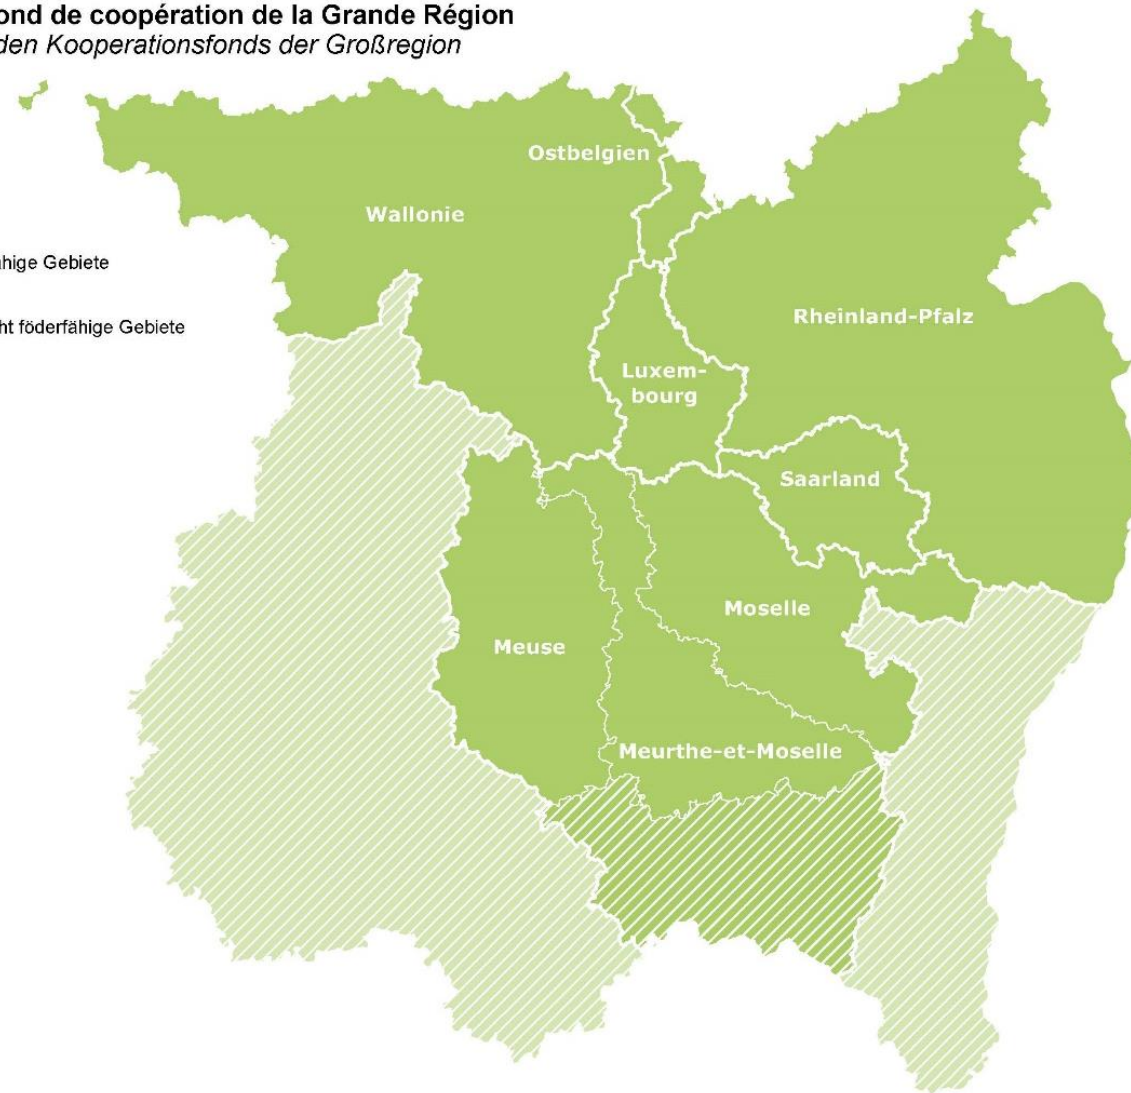 ond de coopération de la Grande Région
den Kooperationsfonds der Großregion
Ostbelgien
Wallonie
hige Gebiete
Rheinland-Pfalz
ht föderfähige Gebiete
Luxem-
bourg
Saarland
Moselle
Meuse
Meurthe-et-Moselle